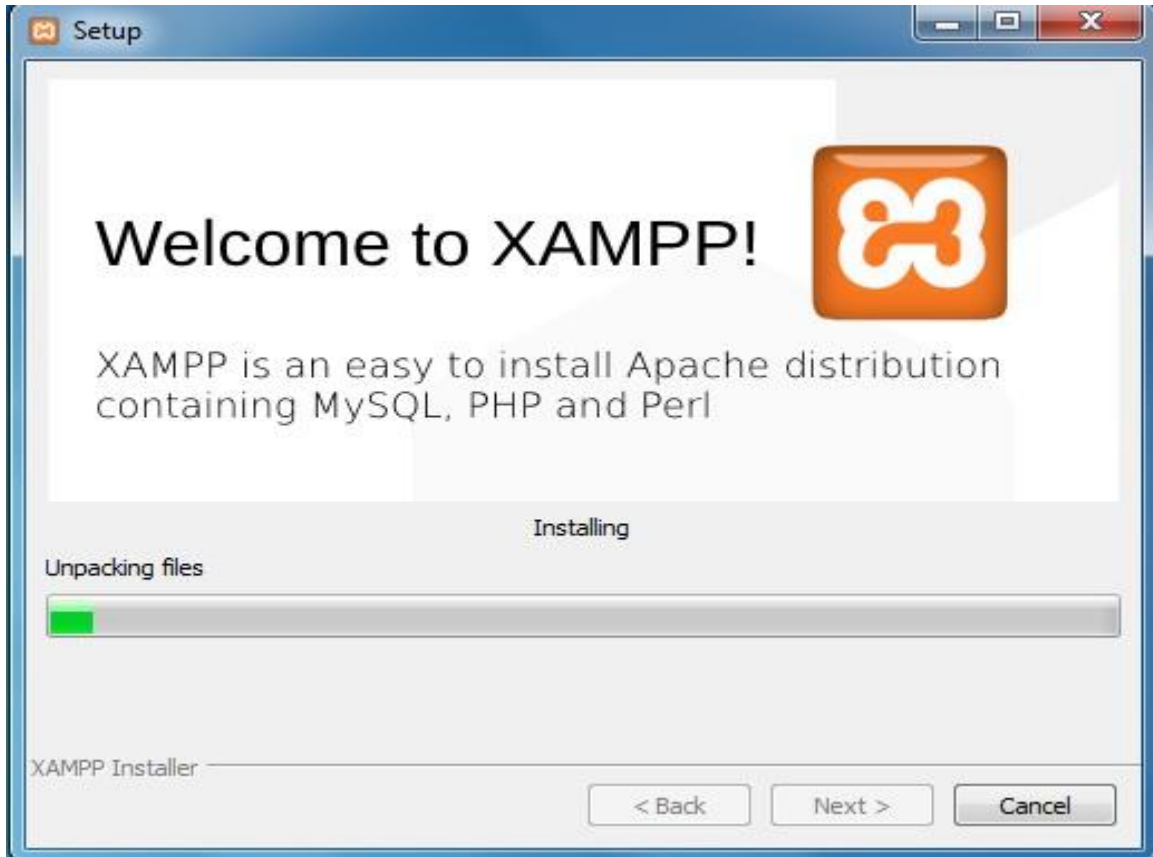 Setup
Welcome to XAMPP!
XAMPP is an easy to install Apache distribution
containing MySQL, PHP and Perl
Installing
Unpacking files
XAMPP Installer
< Back
Next >
Cancel